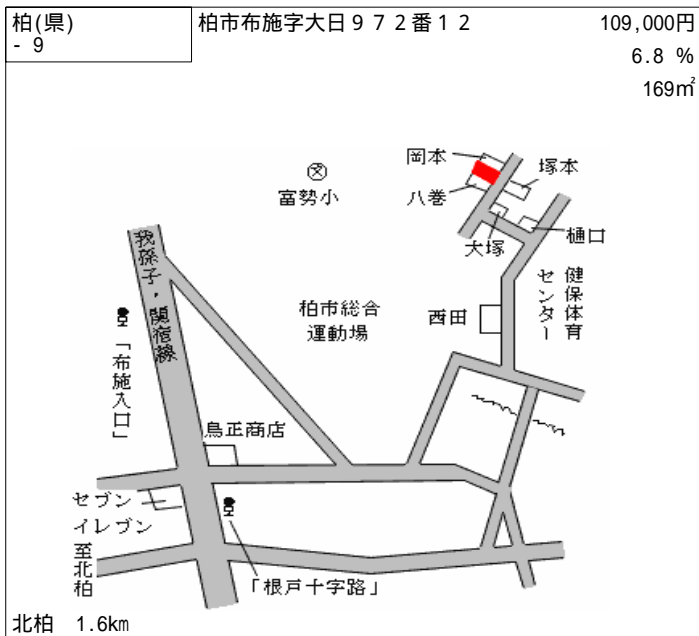 柏(県)
- 9
柏市布施字大日972番12
109,000円
6.8 %
169㎡
岡本
塚本
富勢小
八巻
大塚
樋口
我孫子・関宿線
柏市総合
運動場
西田
健保体育
センター
「布施入口」
鳥正商店
セブン
イレブン
至北柏
「根戸十字路」
北柏 1.6km